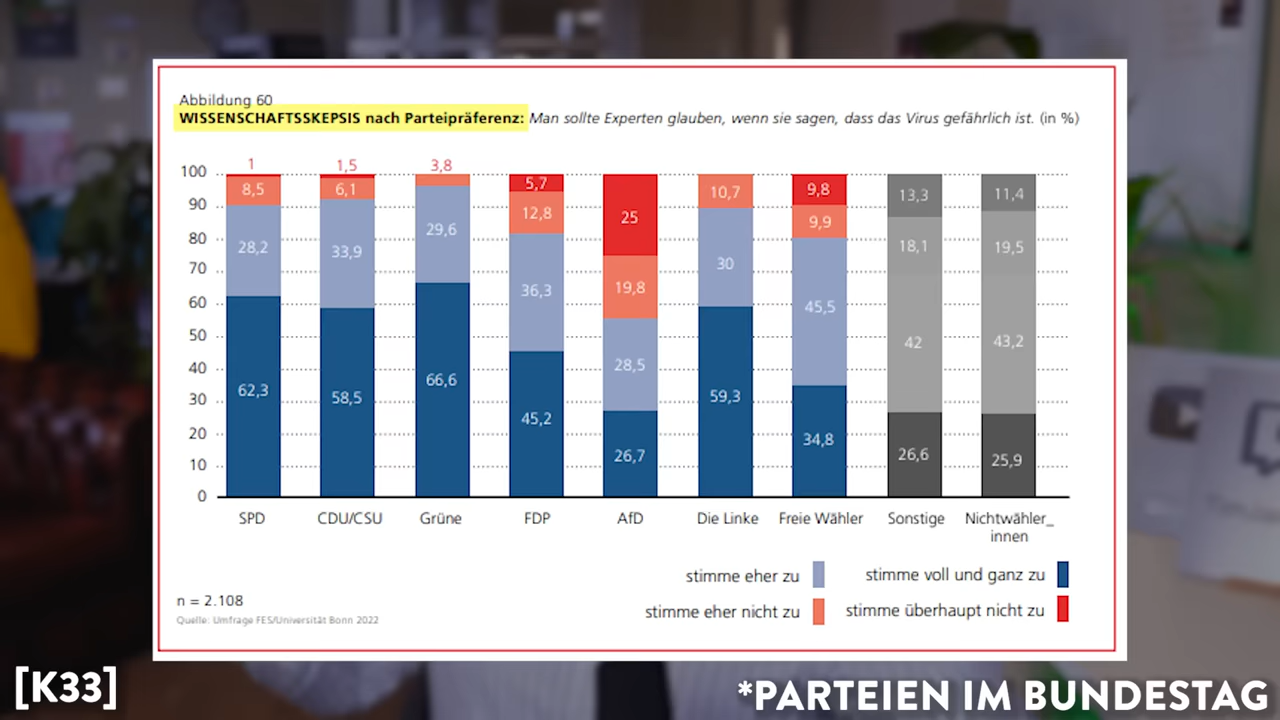 Abbildung 60
WISSENSCHAFTSSKEPSIS nach Parteipräferenz: Man sollte Experten glauben, wenn sie sagen, dass das Virus gefährlich ist. (in %)
1 1,5 3,8
100
90
80
70
60
50
40
30
20
10
0
8,5 28,2 62,3
6,1 33,9 58,5
29,6 66,6
5,7 12,8 36,3 45,2
25 19,8 28,5 26,7
10,7 30 59,3
9,8 9,9 45,5 34,8
13,3 18,1 42 26,6
11,4 19,5 43,2 25,9
SPD CDU/CSU Grüne FDP AfD Die Linke Freie Wähler Sonstige Nichtwähler_
innen
stimme eher zu stimme voll und ganz zu
stimme eher nicht zu stimme überhaupt nicht zu
n = 2.108
Quelle: Umfrage FES/Universität Bonn 2022
[K33]
*PARTEIEN IM BUNDESTAG